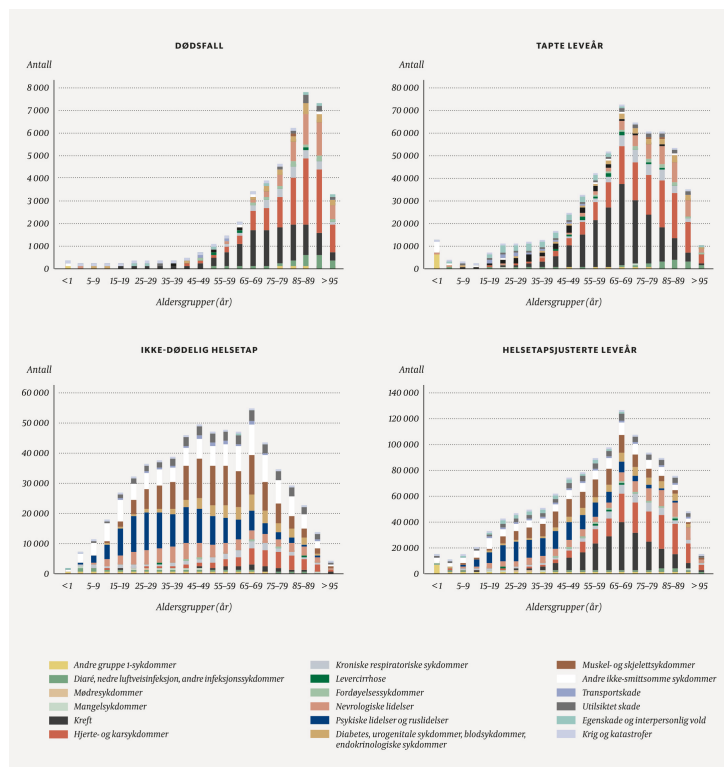 DØDSFALL
Antall
8 000
7 000
6 000
5 000
4 000
3 000
2 000
1 000
0
<1 5–9 15–19 25–29 35–39 45–49 55–59 65–69 75–79 85–89 >95
Aldersgrupper (år)
TAPTE LEVEÅR
Antall
80 000
70 000
60 000
50 000
40 000
30 000
20 000
10 000
0
<1 5–9 15–19 25–29 35–39 45–49 55–59 65–69 75–79 85–89 >95
Aldersgrupper (år)
IKKE-DØDELIG HELSETAP
Antall
60 000
50 000
40 000
30 000
20 000
10 000
0
<1 5–9 15–19 25–29 35–39 45–49 55–59 65–69 75–79 85–89 >95
Aldersgrupper (år)
HELSETAPSJUSTERTE LEVEÅR
Antall
140 000
120 000
100 000
80 000
60 000
40 000
20 000
0
<1 5–9 15–19 25–29 35–39 45–49 55–59 65–69 75–79 85–89 >95
Aldersgrupper (år)
Andre gruppe 1-sykdommer
Diaré, nedre luftveisinfeksjon, andre infeksjonssykdommer
Mødresykdommer
Mangelsykdommer
Kreft
Hjerte- og karsykdommer
Kroniske respiratoriske sykdommer
Levercirrhose
Fordøyelsessykdommer
Nevrologiske lidelser
Psykiske lidelser og ruslidelser
Diabetes, urogenitale sykdommer, blodsykdommer,
endokrinologiske sykdommer
Muskel- og skjelettsykdommer
Andre ikke-smittsomme sykdommer
Transportskade
Utilsiktet skade
Egenskade og interpersonlig vold
Krig og katastrofer